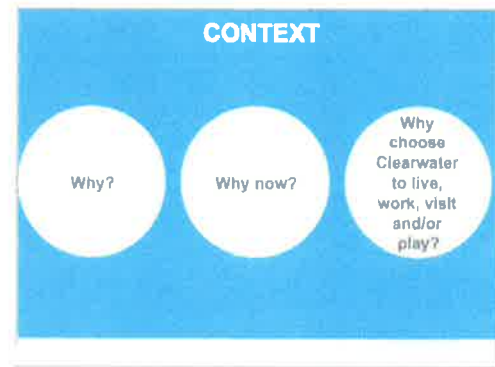 CONTEXT
Why?
Why now?
Why
choose
Clearwater
to live,
work, visit
and/or
play?